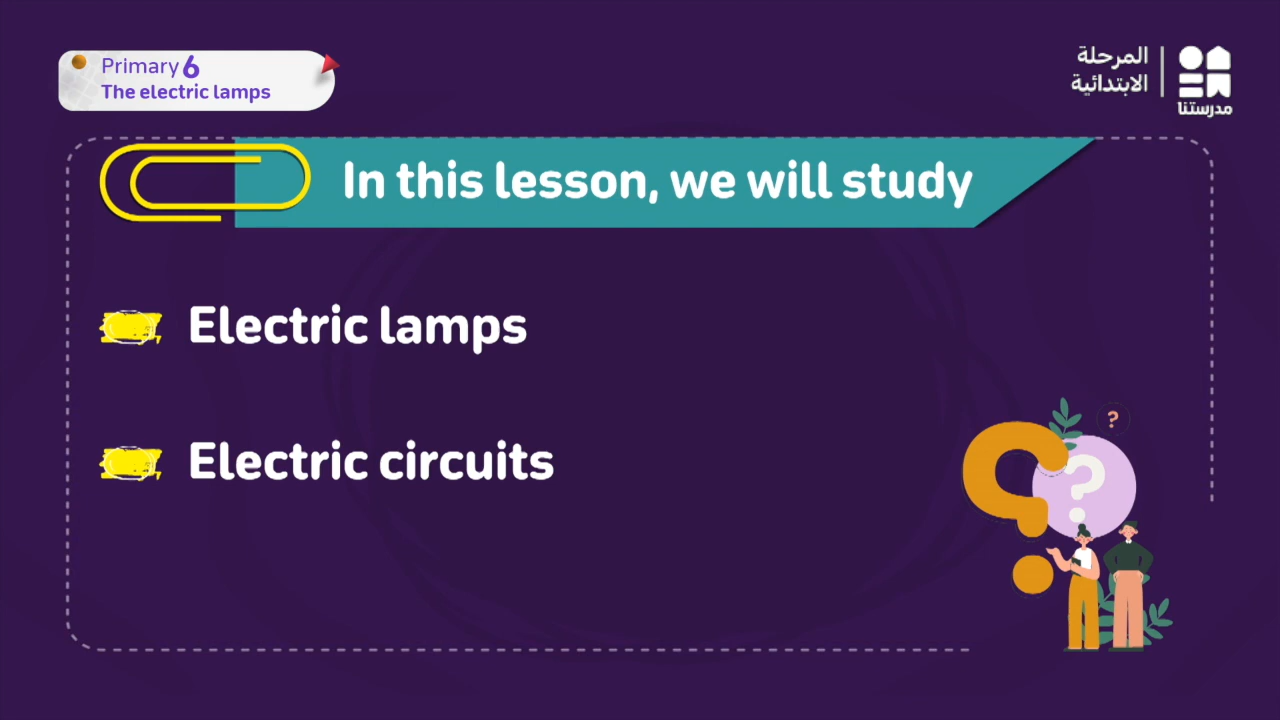 Primary 6
The electric lamps
المرحلة
الابتدائية
مدرستنا
In this lesson, we will study
Electric lamps
Electric circuits
?
?
?